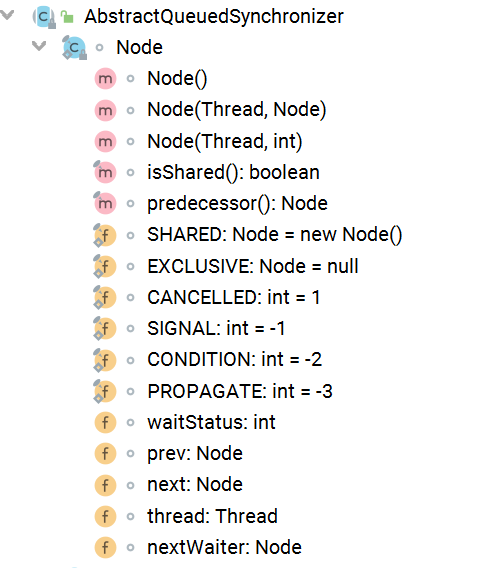 AbstractQueuedSynchronizer
C Node
m Node()
m Node(Thread, Node)
m Node(Thread, int)
m isShared(): boolean
m predecessor(): Node
f SHARED: Node = new Node()
f EXCLUSIVE: Node = null
f CANCELLED: int = 1
f SIGNAL: int = -1
f CONDITION: int = -2
f PROPAGATE: int = -3
f waitStatus: int
f prev: Node
f next: Node
f thread: Thread
f nextWaiter: Node